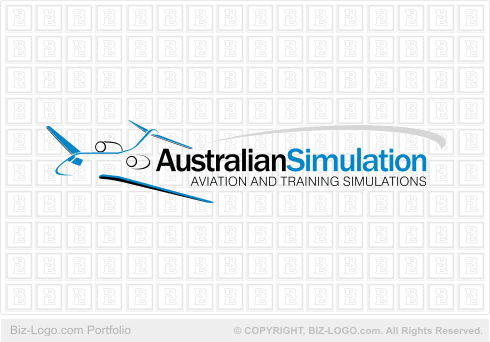 AustralianSimulation
AVIATION AND TRAINING SIMULATIONS
Biz-Logo.com Portfolio
© COPYRIGHT, BIZ-LOGO.com. All Rights Reserved.